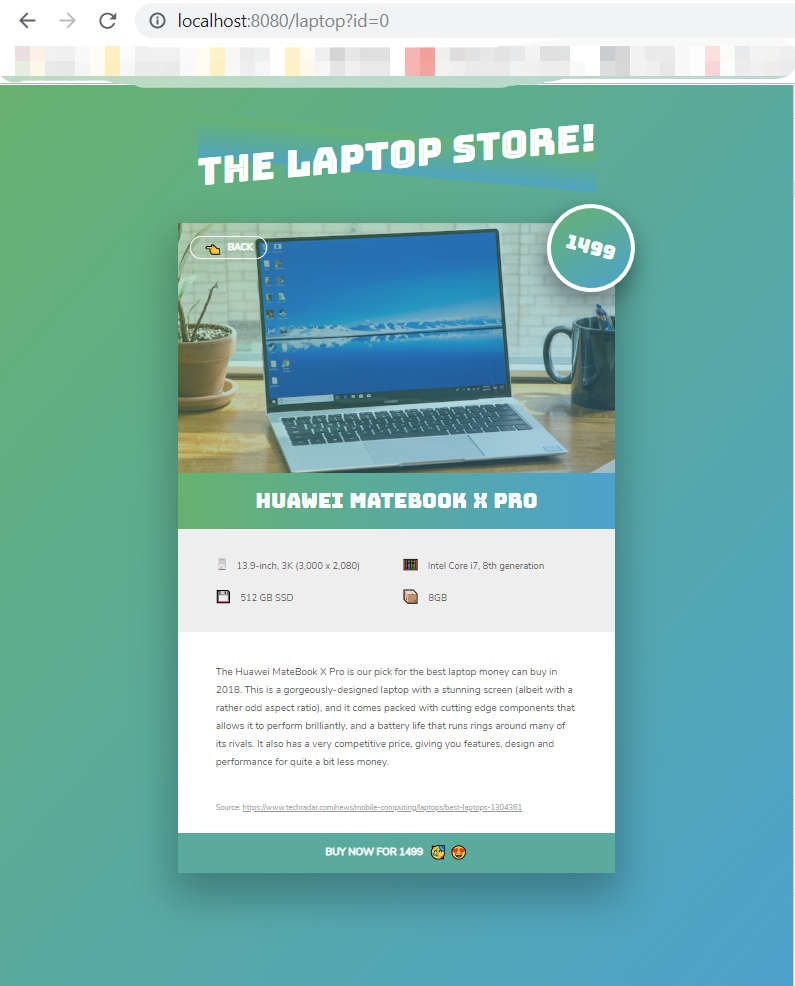 localhost:8080/laptop?id=0
THE LAPTOP STORE!
BACK
1499
HUAWEI MATEBOOK X PRO
13.9-inch, 3K (3,000 x 2,080)
Intel Core i7, 8th generation
512 GB SSD
8GB
The Huawei MateBook X Pro is our pick for the best laptop money can buy in
2018. This is a gorgeously-designed laptop with a stunning screen (albeit with a
rather odd aspect ratio), and it comes packed with cutting edge components that
allows it to perform brilliantly, and a battery life that runs rings around many of
its rivals. It also has a very competitive price, giving you features, design and
performance for quite a bit less money.
Source: https://www.techradar.com/news/mobile-computing/laptops/best-laptops-1304361
BUY NOW FOR 1499